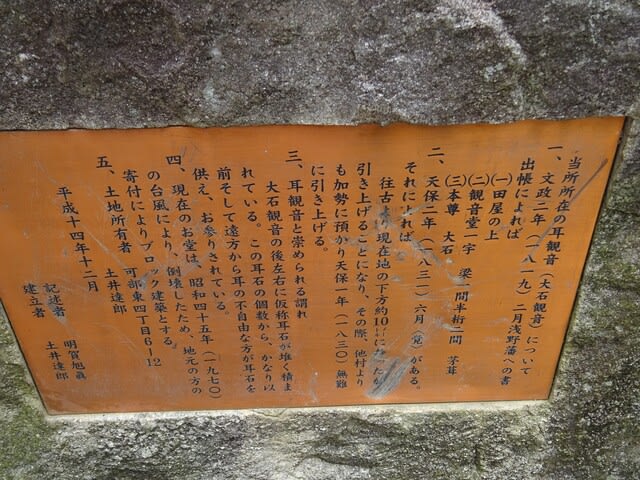 当所所在の耳観音（大石観音）について
一、文政二年（一八一九）二月浅野藩への書
出帳によれば
(一)田屋の上
(二)観音堂一宇　梁一間半桁二間　茅葺
(三)本尊　大石
二、天保二年（一八三一）六月（覚）がある。
それによれば
往古より現在地の下方約10㍍にあったが
引き上げることになり、その際、他村より
も加勢に預かり天保一年（一八三〇）無難
に引き上げる。
三、耳観音と崇められる謂れ
大石観音の後左右に仮称耳石が堆く積ま
れている。この耳石の個数から、かなり以
前そして遠方から耳の不自由な方が耳石を
供え、お参りされている。
四、現在のお堂は、昭和四十五年（一九七〇）
の台風により、倒壊したため、地元の方の
寄付によりブロック建築とする。
五、土地所有者　可部東四丁目6ー12
土井達郎
平成十四年十二月
記述者　明賀旭翁
建立者　土井達郎